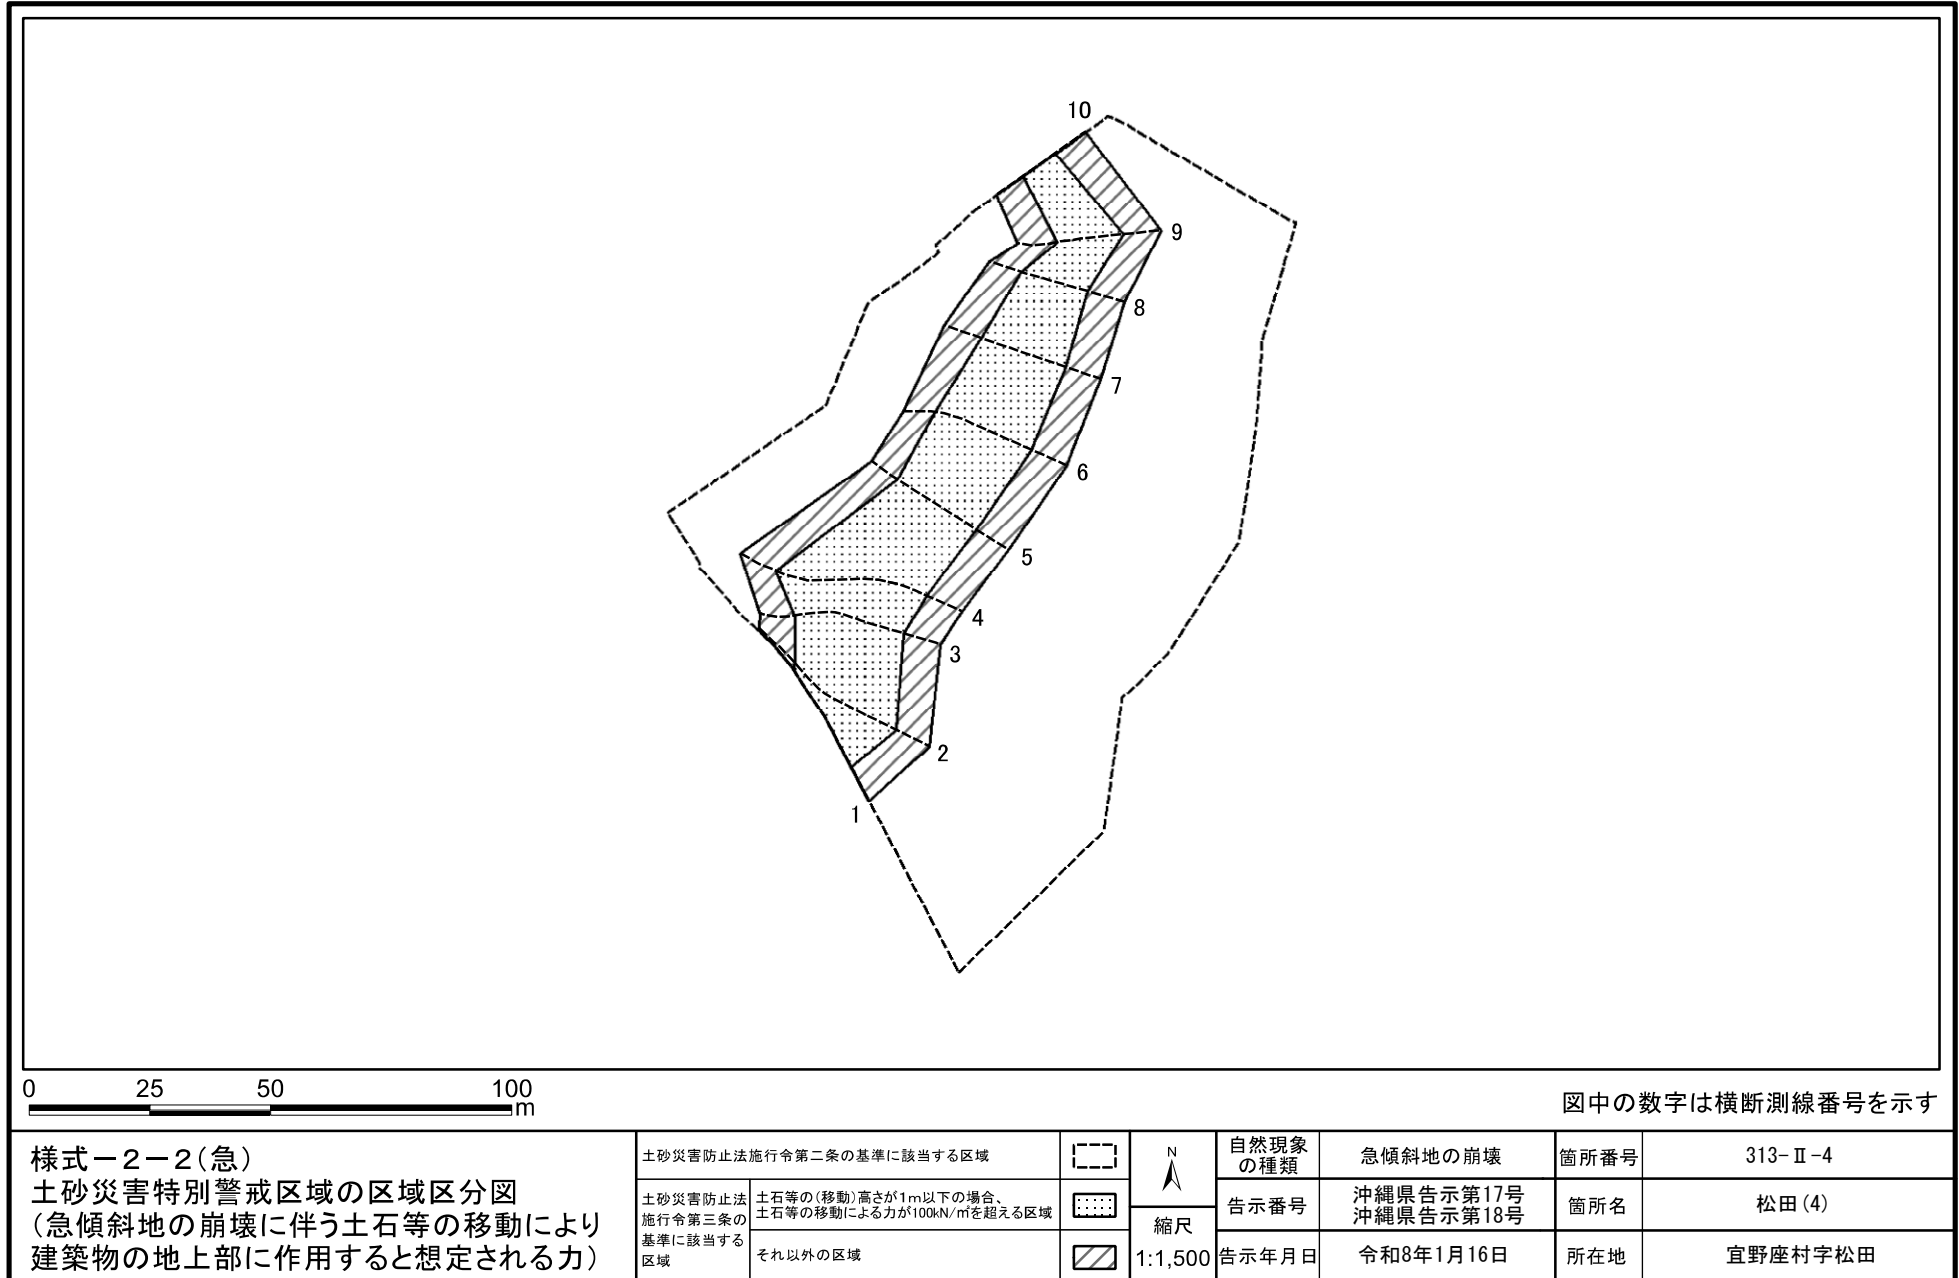 10
9
8
7
6
5
4
3
2
1
0 25 50 100
m
図中の数字は横断測線番号を示す
様式－2－2(急)
土砂災害特別警戒区域の区域区分図
(急傾斜地の崩壊に伴う土石等の移動により
建築物の地上部に作用すると想定される力)
土砂災害防止法施行令第二条の基準に該当する区域
土砂災害防止法
施行令第三条の
基準に該当する
区域
土石等の(移動)高さが1m以下の場合、
土石等の移動による力が100kN/㎡を超える区域
それ以外の区域
N
縮尺
1:1,500
自然現象
の種類
急傾斜地の崩壊
箇所番号
313-Ⅱ-4
告示番号
沖縄県告示第17号
沖縄県告示第18号
箇所名
松田(4)
告示年月日
令和8年1月16日
所在地
宜野座村字松田